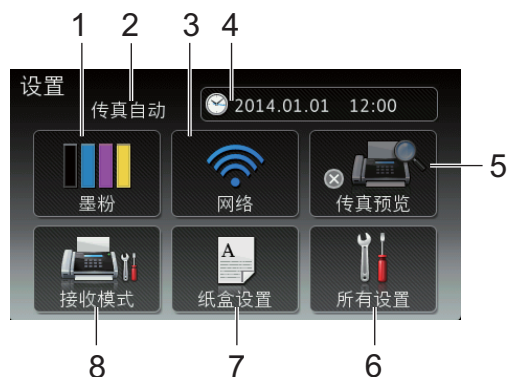 1 2 3 4
设置
传真自动
2014.01.01 12:00
墨粉 网络 传真预览
5
接收模式 A 纸盒设置 所有设置
8 7 6